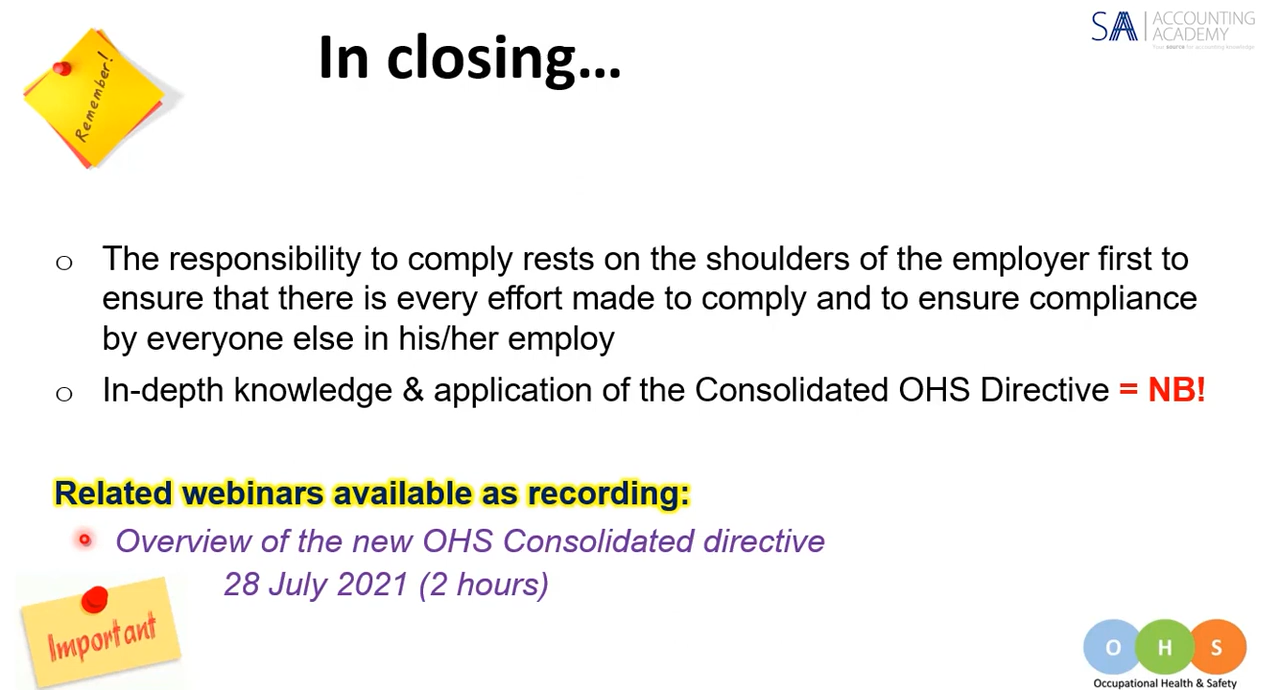 Remember!
In closing...
SAA | ACCOUNTING
ACADEMY
Your source for accounting knowledge
o The responsibility to comply rests on the shoulders of the employer first to
ensure that there is every effort made to comply and to ensure compliance
by everyone else in his/her employ
o In-depth knowledge & application of the Consolidated OHS Directive = NB!
Related webinars available as recording:
Overview of the new OHS Consolidated directive
28 July 2021 (2 hours)
Important
O H S
Occupational Health & Safety